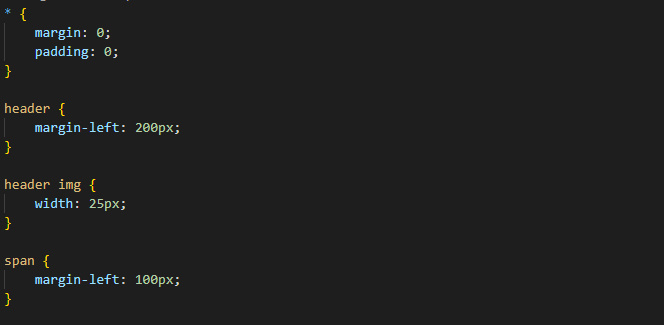 * {
    margin: 0;
    padding: 0;
}
header {
    margin-left: 200px;
}
header img {
    width: 25px;
}
span {
    margin-left: 100px;
}